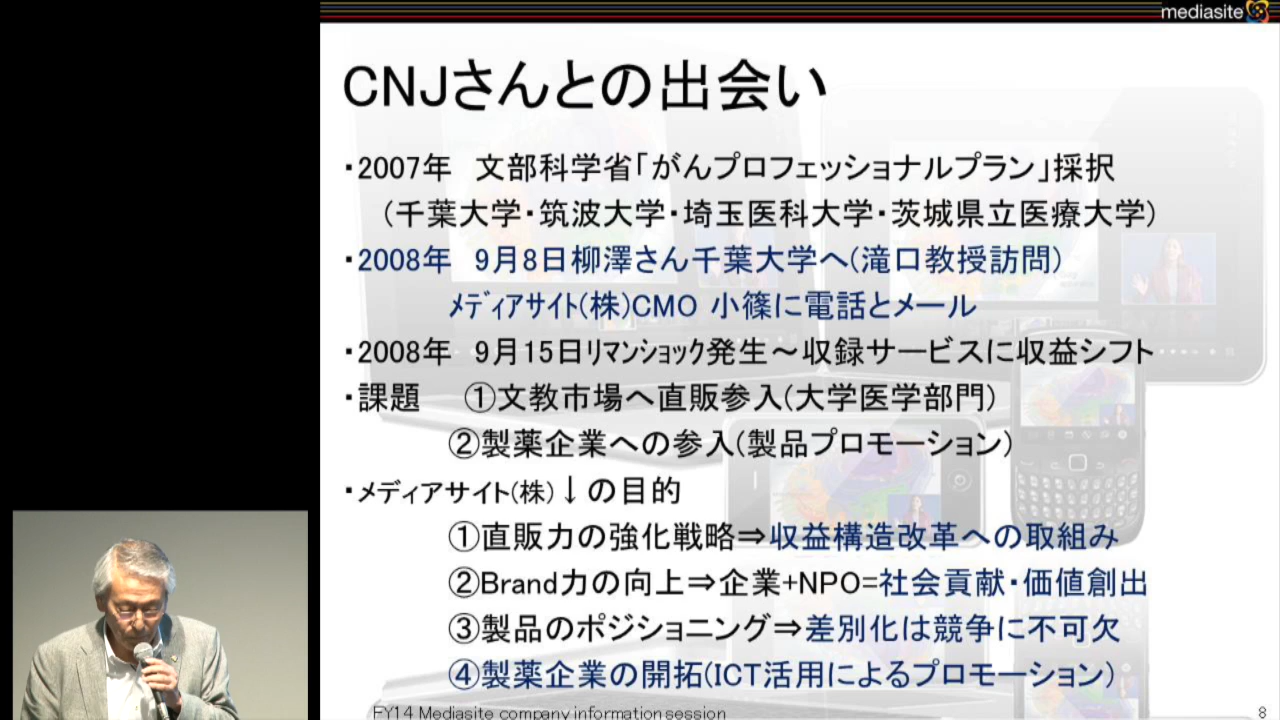 mediasite
CNJさんとの出会い
・2007年　文部科学省「がんプロフェッショナルプラン」採択
（千葉大学・筑波大学・埼玉医科大学・茨城県立医療大学）
・2008年　9月8日柳澤さん千葉大学へ(滝口教授訪問)
ﾒﾃﾞｨｱｻｲﾄ(株)CMO 小篠に電話とメール
・2008年　9月15日ﾘﾏﾝｼｮｯｸ発生～収録サービスに収益シフト
・課題　①文教市場へ直販参入(大学医学部門)
②製薬企業への参入(製品プロモーション)
・メディアサイト(株)↓の目的
①直販力の強化戦略⇒収益構造改革への取組み
②Brand力の向上⇒企業+NPO=社会貢献・価値創出
③製品のポジショニング⇒差別化は競争に不可欠
④製薬企業の開拓(ICT活用によるプロモーション)
FY14 Mediasite company information session
8